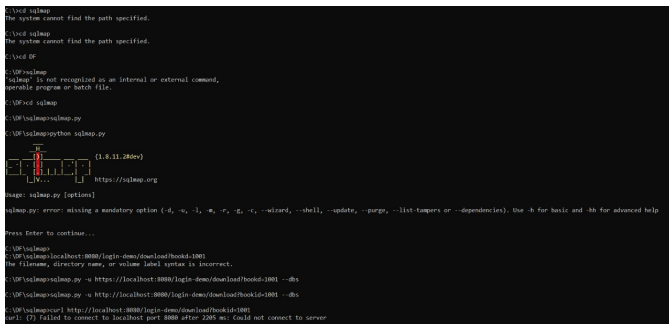 C:\>cd sqlmap
The system cannot find the path specified.
C:\>cd sqlmap
The system cannot find the path specified.
C:\>cd DF
C:\DF>sqlmap
'sqlmap' is not recognized as an internal or external command,
operable program or batch file.
C:\DF>cd sqlmap
C:\DF\sqlmap>sqlmap.py
C:\DF\sqlmap>python sqlmap.py
{1.8.11.2#dev}
https://sqlmap.org
Usage: sqlmap.py [options]
sqlmap.py: error: missing a mandatory option (-d, -u, -l, -m, -r, -g, -c, --wizard, --shell, --update, --purge, --list-tampers or --dependencies). Use -h for basic and -hh for advanced help
Press Enter to continue...
C:\DF\sqlmap>
C:\DF\sqlmap>localhost:8080/login-demo/download?bookd=1001
The filename, directory name, or volume label syntax is incorrect.
C:\DF\sqlmap>sqlmap.py -u https://localhost:8080/login-demo/download?bookd=1001 --dbs
C:\DF\sqlmap>sqlmap.py -u http://localhost:8080/login-demo/download?bookid=1001 --dbs
C:\DF\sqlmap>curl http://localhost:8080/login-demo/download?bookid=1001
curl: (7) Failed to connect to localhost port 8080 after 2205 ms: Could not connect to server